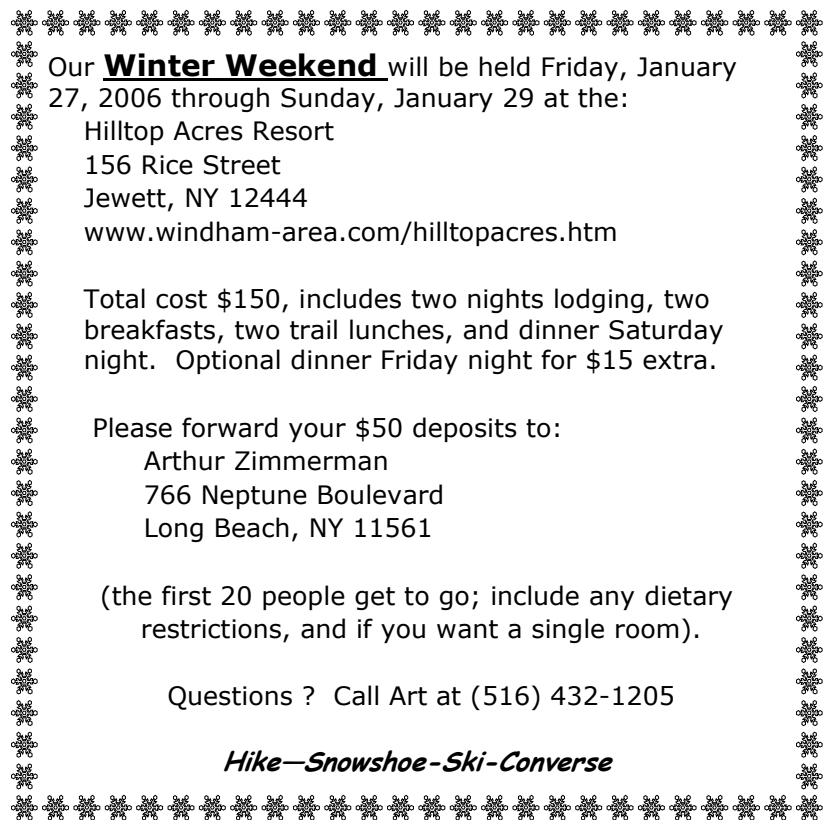 Our Winter Weekend will be held Friday, January
27, 2006 through Sunday, January 29 at the:
Hilltop Acres Resort
156 Rice Street
Jewett, NY 12444
www.windham-area.com/hilltopacres.htm
Total cost $150, includes two nights lodging, two
breakfasts, two trail lunches, and dinner Saturday
night.  Optional dinner Friday night for $15 extra.
Please forward your $50 deposits to:
Arthur Zimmerman
766 Neptune Boulevard
Long Beach, NY 11561
(the first 20 people get to go; include any dietary
restrictions, and if you want a single room).
Questions ?  Call Art at (516) 432-1205
Hike—Snowshoe-Ski-Converse